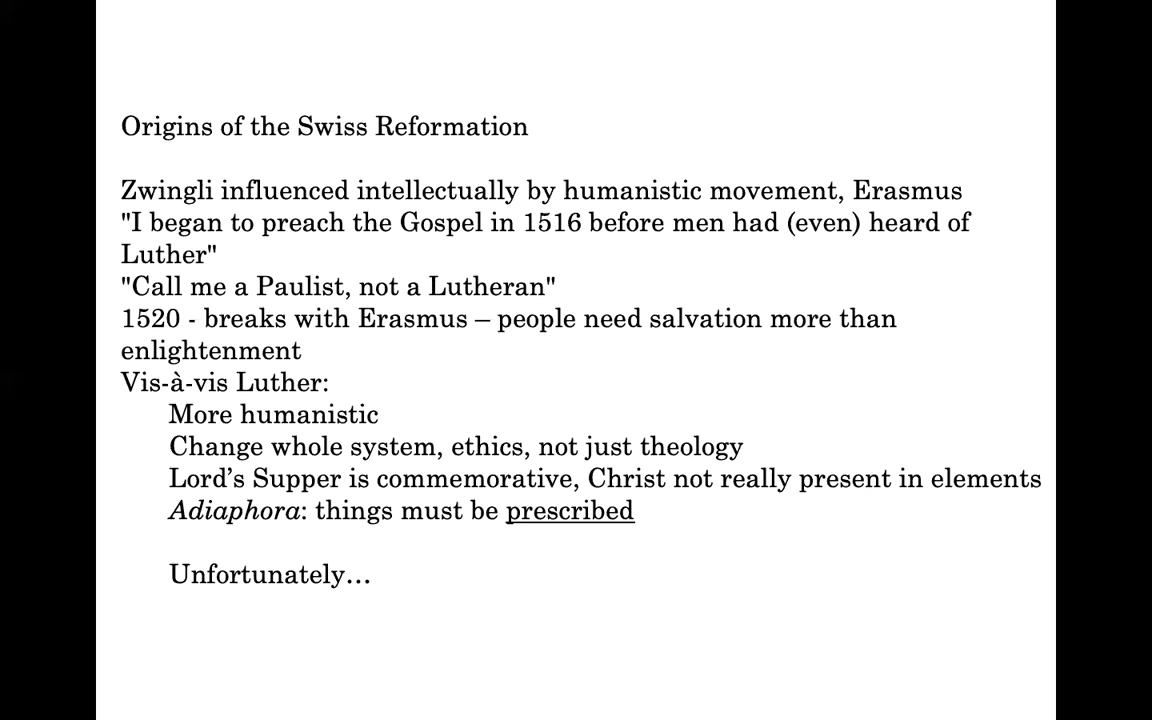 Origins of the Swiss Reformation
Zwingli influenced intellectually by humanistic movement, Erasmus
"I began to preach the Gospel in 1516 before men had (even) heard of
Luther"
"Call me a Paulist, not a Lutheran"
1520 - breaks with Erasmus – people need salvation more than
enlightenment
Vis-à-vis Luther:
More humanistic
Change whole system, ethics, not just theology
Lord’s Supper is commemorative, Christ not really present in elements
Adiaphora: things must be prescribed
Unfortunately…